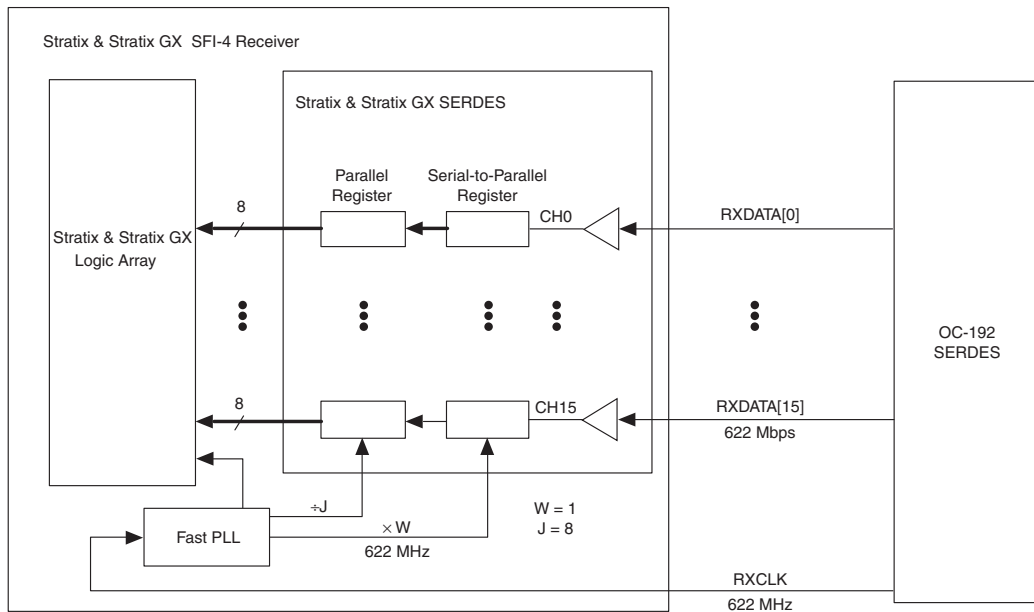 Stratix & Stratix GX SFI-4 Receiver
Stratix & Stratix GX SERDES
Parallel
Register
Serial-to-Parallel
Register
8
CH0
RXDATA[0]
Stratix & Stratix GX
Logic Array
OC-192
SERDES
8
CH15
RXDATA[15]
622 Mbps
÷J
W = 1
J = 8
× W
Fast PLL
622 MHz
RXCLK
622 MHz